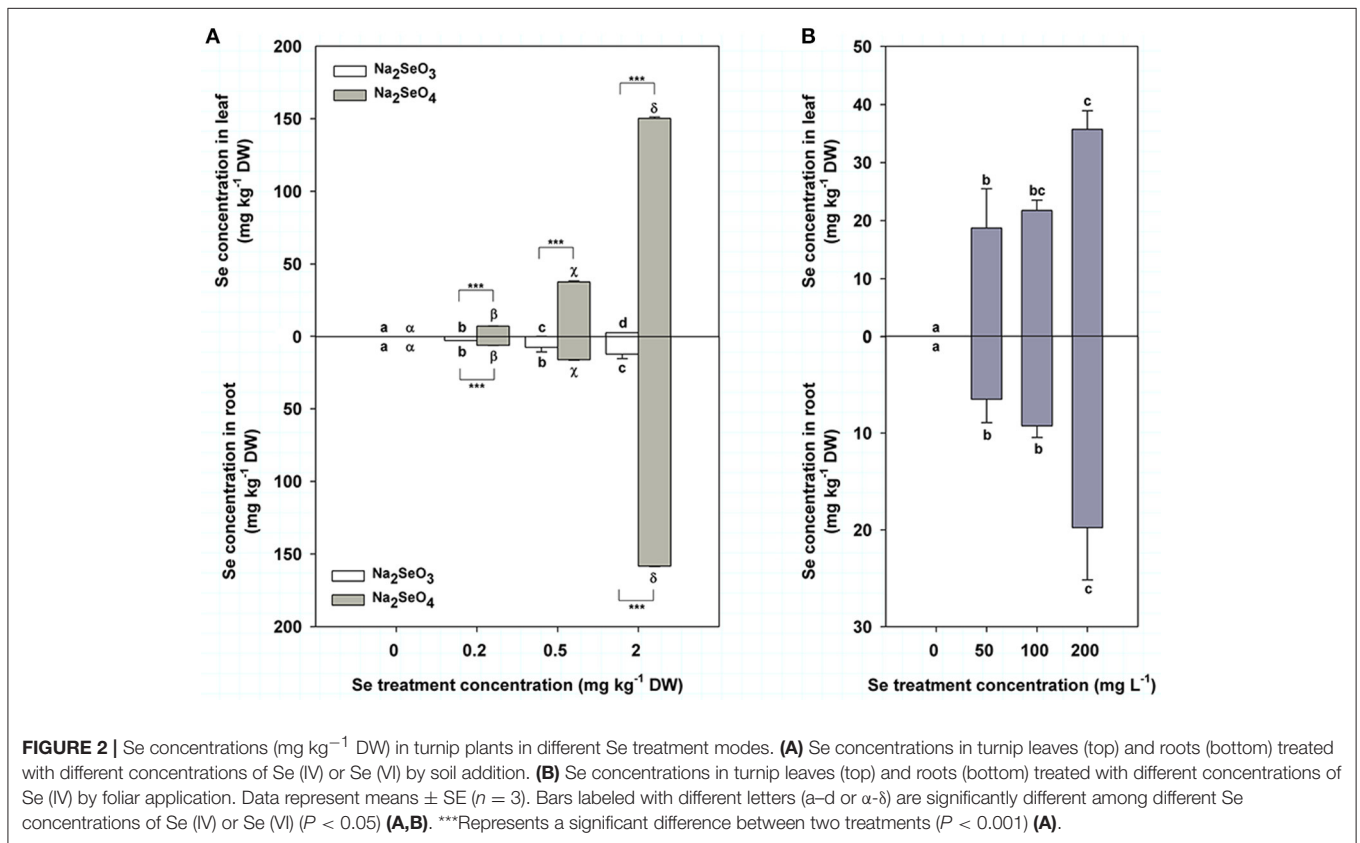 A
200
150
100
50
0
50
100
150
200
Se concentration in leaf
(mg kg⁻¹ DW)
Se concentration in root
(mg kg⁻¹ DW)
Na₂SeO₃
Na₂SeO₄
***
δ
***
χ
***
β
a α b c d
a α b β b χ c
***
δ
***
Na₂SeO₃
Na₂SeO₄
0 0.2 0.5 2
Se treatment concentration (mg kg⁻¹ DW)
B
50
40
30
20
10
0
10
20
30
Se concentration in leaf
(mg kg⁻¹ DW)
Se concentration in root
(mg kg⁻¹ DW)
a b bc c
a b b c
0 50 100 200
Se treatment concentration (mg L⁻¹)
FIGURE 2 | Se concentrations (mg kg⁻¹ DW) in turnip plants in different Se treatment modes. (A) Se concentrations in turnip leaves (top) and roots (bottom) treated
with different concentrations of Se (IV) or Se (VI) by soil addition. (B) Se concentrations in turnip leaves (top) and roots (bottom) treated with different concentrations of
Se (IV) by foliar application. Data represent means ± SE (n = 3). Bars labeled with different letters (a–d or α-δ) are significantly different among different Se
concentrations of Se (IV) or Se (VI) (P < 0.05) (A,B). ***Represents a significant difference between two treatments (P < 0.001) (A).